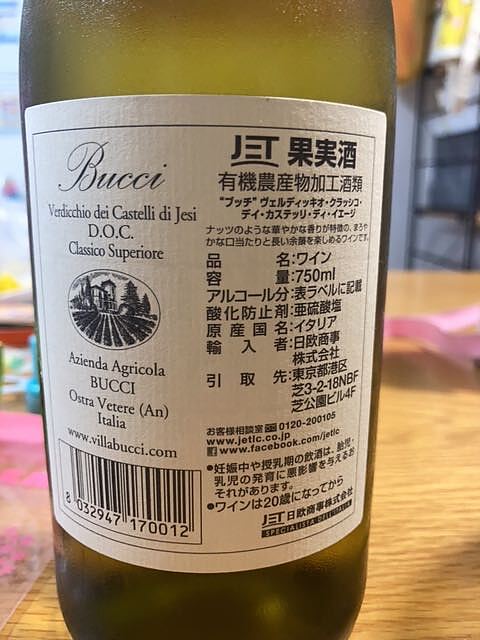 Bucci
Verdicchio dei Castelli di Jesi
D.O.C.
Classico Superiore
Azienda Agricola
BUCCI
Ostra Vetere (An)
Italia
www.villabucci.com
8 032947 170012
JET 果実酒
有機農産物加工酒類
"ブッチ" ヴェルディッキオ・クラッシコ・
ディ・カステッリ・ディ・イエージ
ナッツのような華やかな香りが特徴の、まろや
かな口当たりと長い余韻を楽しめるワインです。
品名:ワイン
容量:750ml
アルコール分:表ラベルに記載
酸化防止剤:亜硫酸塩
原産国名:イタリア
輸入者:日欧商事
株式会社
引取先:東京都港区
芝3-2-18NBF
芝公園ビル4F
お客様相談室 0120-200105
www.jetlc.co.jp
www.facebook.com/jetlc
•妊娠中や授乳期の飲酒は、胎児・
乳児の発育に悪影響を与えるお
それがあります。
•ワインは20歳になってから
JET 日欧商事株式会社
SPECIALISTA DELL'ITALIA